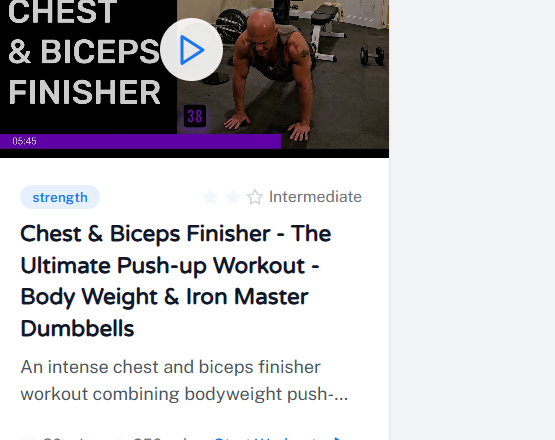 CHEST
& BICEPS
FINISHER
38
05:45
strength
Intermediate
Chest & Biceps Finisher - The
Ultimate Push-up Workout -
Body Weight & Iron Master
Dumbbells
An intense chest and biceps finisher
workout combining bodyweight push-...